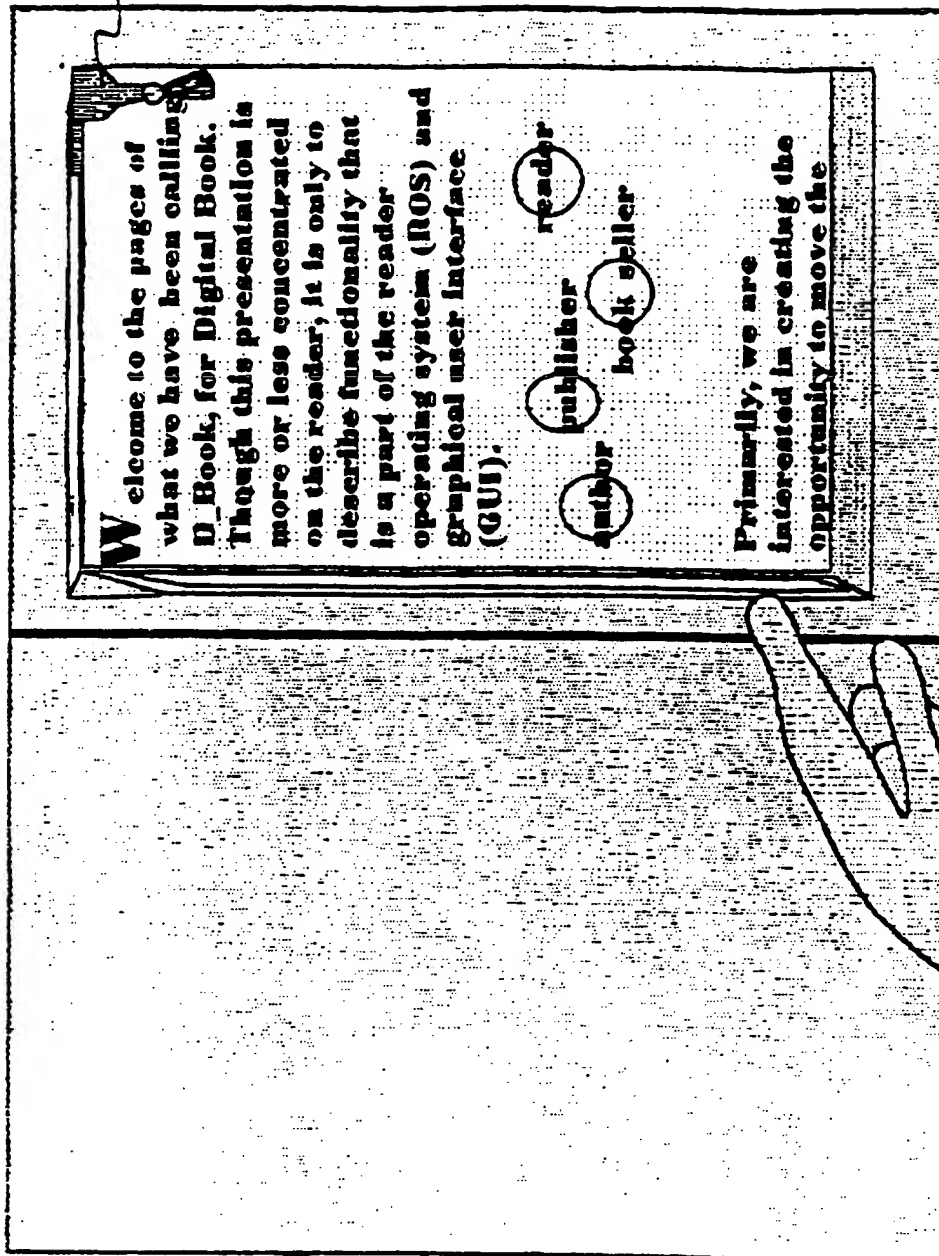 Welcome to the pages of
what we have been callling
D_Book, for Digital Book.
Though this presentation is
more or less concentrated
on the reader, it is only to
describe functionality that
is a part of the reader
operating system (ROS) and
graphical user interface
(GUI).
author
publisher
book seller
reader
Primarily, we are
interested in creating the
opportunity to move the